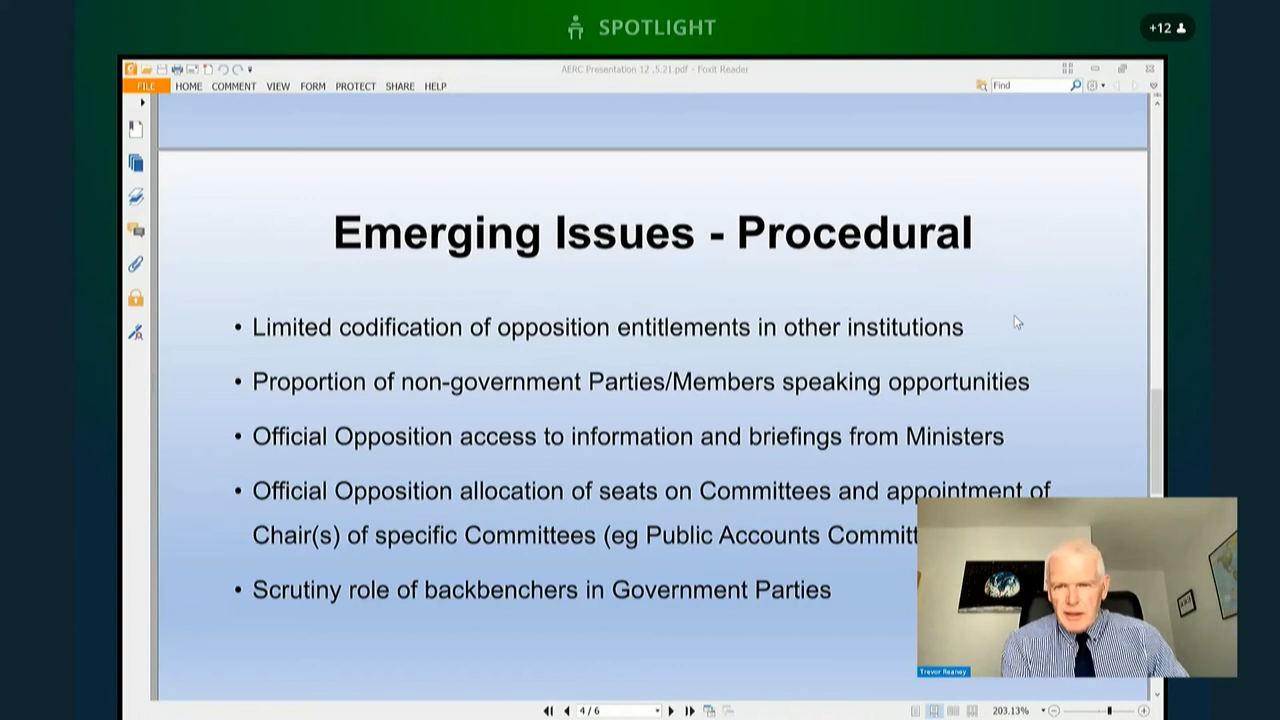 SPOTLIGHT
+12
AERC Presentation 12 .5.21.pdf - Foxit Reader
FILE HOME COMMENT VIEW FORM PROTECT SHARE HELP
Find
Emerging Issues - Procedural
• Limited codification of opposition entitlements in other institutions
• Proportion of non-government Parties/Members speaking opportunities
• Official Opposition access to information and briefings from Ministers
• Official Opposition allocation of seats on Committees and appointment of
Chair(s) of specific Committees (eg Public Accounts Committ
• Scrutiny role of backbenchers in Government Parties
Trevor Reaney
4 / 6
203.13%